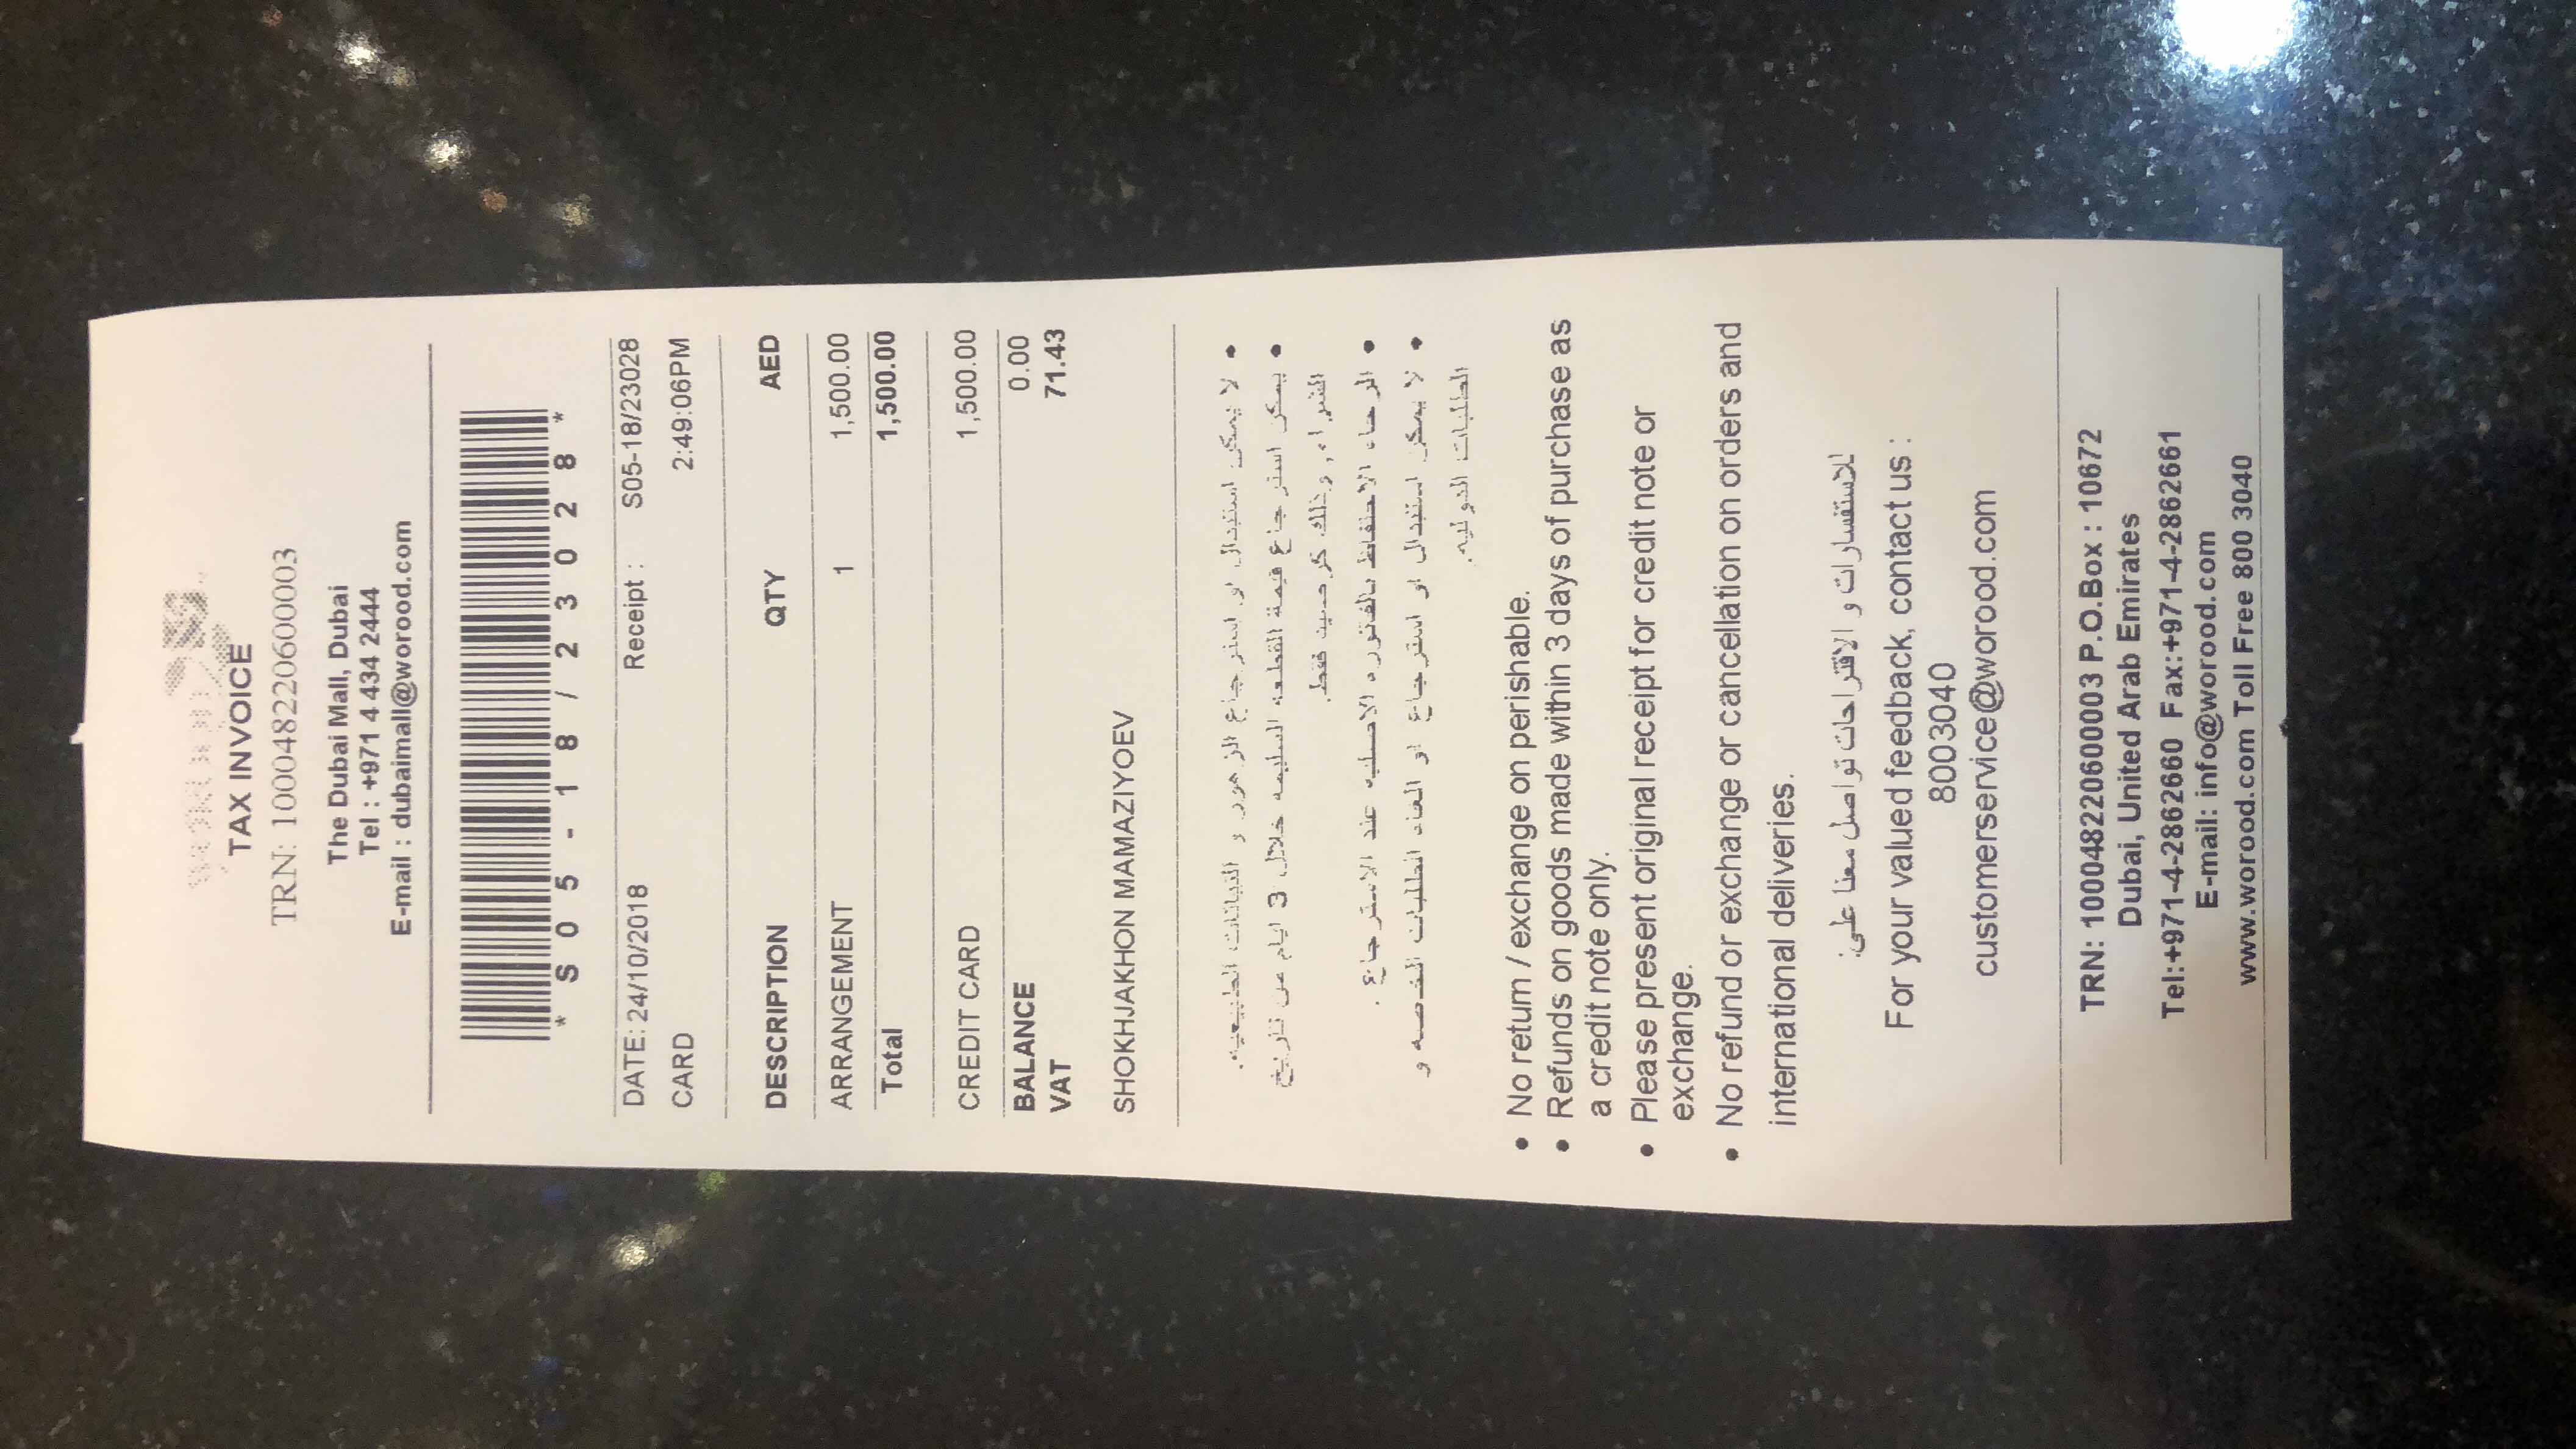 TAX INVOICE
TRN: 100048220600003
The Dubai Mall, Dubai
Tel : +971 4 434 2444
E-mail : dubaimall@worood.com
* S 0 5 - 1 8 / 2 3 0 2 8 *
DATE: 24/10/2018 Receipt : S05-18/23028
CARD 2:49:06PM
DESCRIPTION QTY AED
ARRANGEMENT 1 1,500.00
Total 1,500.00
CREDIT CARD 1,500.00
BALANCE 0.00
VAT 71.43
SHOKHJAKHON MAMAZIYOEV
• لا يمكن استبدال او استرجاع الزهور و النباتات الطبيعيه.
• يمكن استرجاع قيمة القطعه السليمه خلال 3 ايام من تاريخ
الشراء, وذلك كرصيد فقط.
• الرجاء الاحتفاظ بالفاتوره الاصليه عند الاسترجاع .
• لا يمكن استبدال او استرجاع او الغاء الطلبات الخاصه و
الطلبات الدوليه.
• No return / exchange on perishable.
• Refunds on goods made within 3 days of purchase as
a credit note only.
• Please present original receipt for credit note or
exchange.
• No refund or exchange or cancellation on orders and
international deliveries.
للاستفسارات و الاقتراحات تواصل معنا على:
For your valued feedback, contact us :
8003040
customerservice@worood.com
TRN: 100048220600003 P.O.Box : 10672
Dubai, United Arab Emirates
Tel:+971-4-2862660 Fax:+971-4-2862661
E-mail: info@worood.com
www.worood.com Toll Free 800 3040